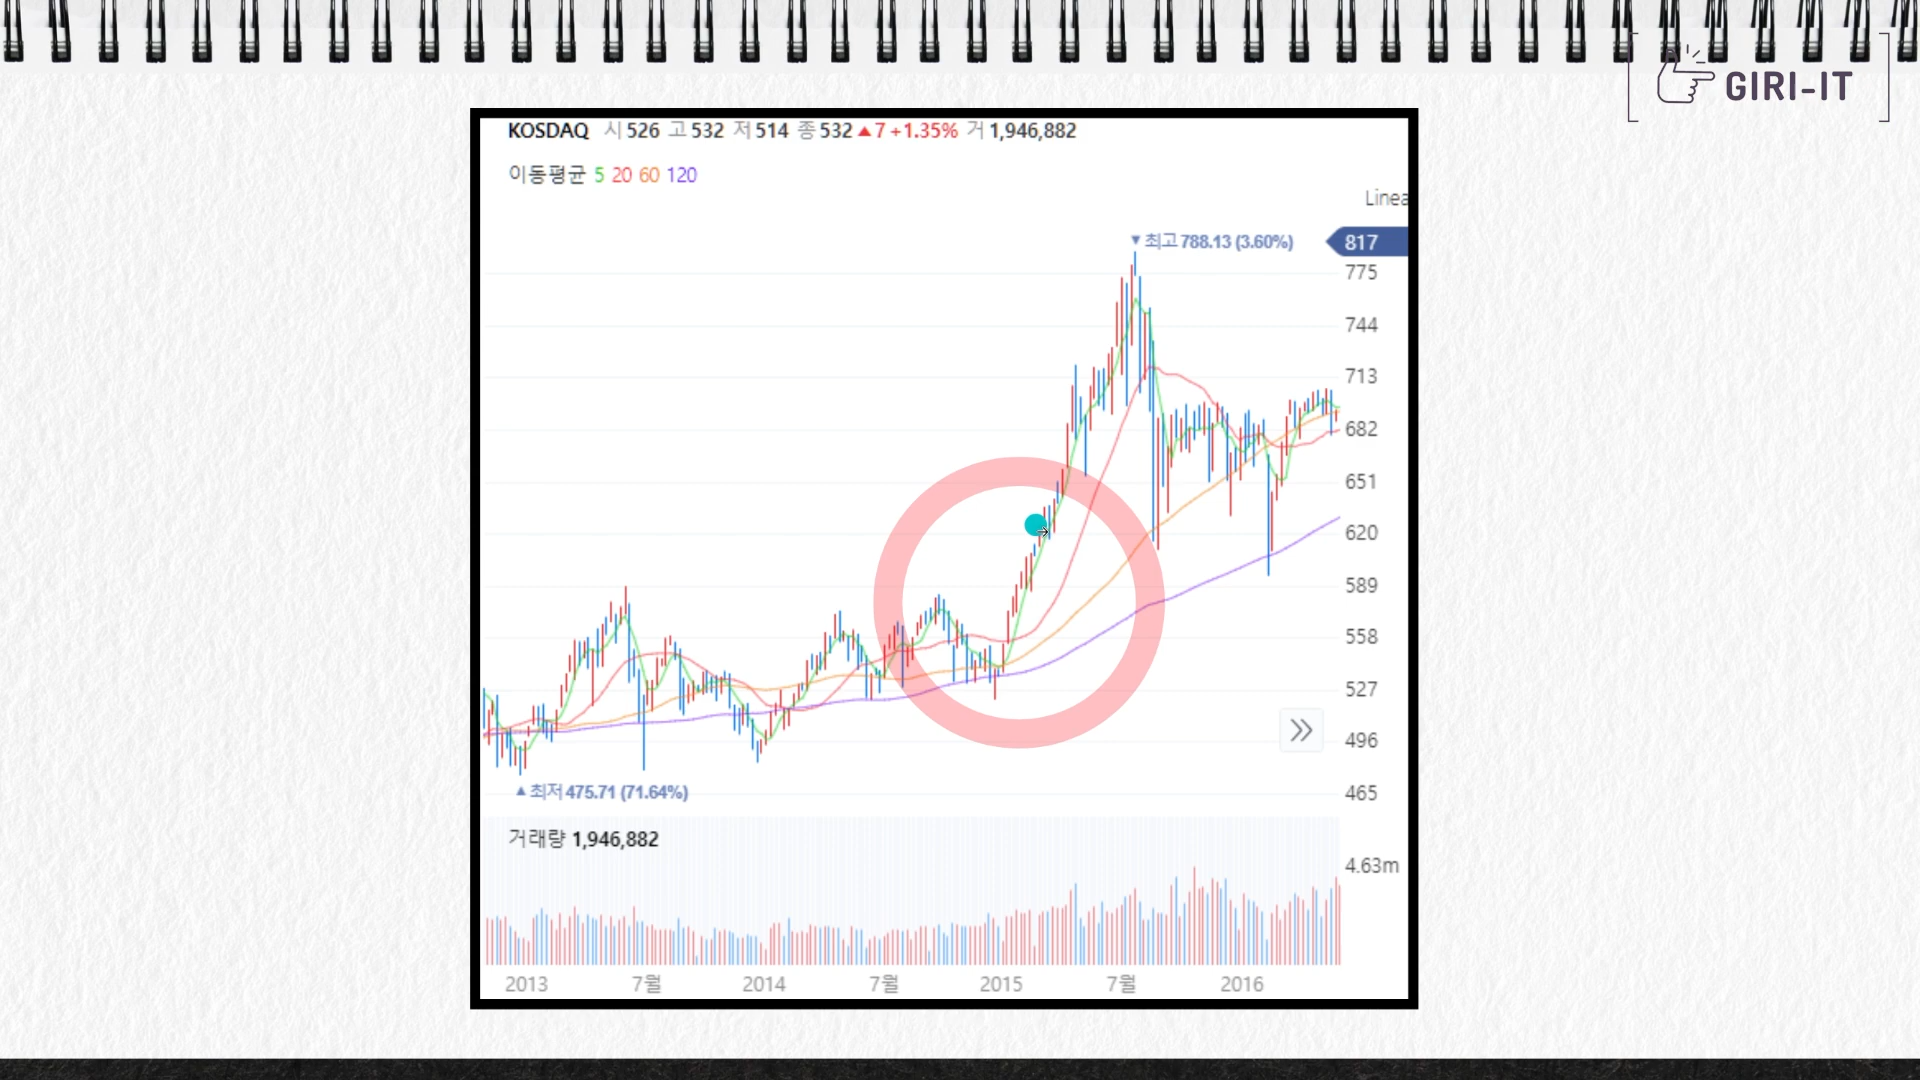 GIRI-IT
KOSDAQ 시 526 고 532 저 514 종 532 ▲7 +1.35% 거 1,946,882
이동평균 5 20 60 120
Linea
▼최고 788.13 (3.60%)
817
775
744
713
682
651
620
589
558
527
496
465
▲최저 475.71 (71.64%)
거래량 1,946,882
4.63m
2013 7월 2014 7월 2015 7월 2016